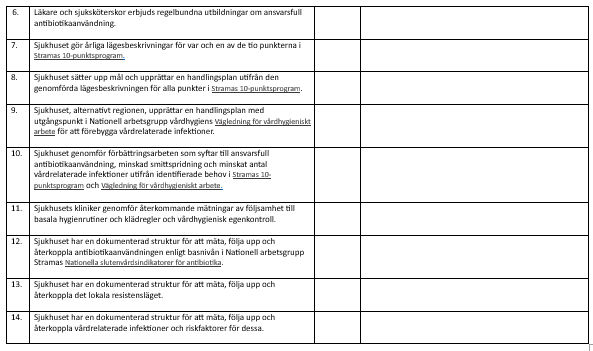 6. Läkare och sjuksköterskor erbjuds regelbundna utbildningar om ansvarsfull
antibiotikaanvändning.
7. Sjukhuset gör årliga lägesbeskrivningar för var och en av de tio punkterna i
Stramas 10-punktsprogram.
8. Sjukhuset sätter upp mål och upprättar en handlingsplan utifrån den
genomförda lägesbeskrivningen för alla punkter i Stramas 10-punktsprogram.
9. Sjukhuset, alternativt regionen, upprättar en handlingsplan med
utgångspunkt i Nationell arbetsgrupp vårdhygiens Vägledning för vårdhygieniskt
arbete för att förebygga vårdrelaterade infektioner.
10. Sjukhuset genomför förbättringsarbeten som syftar till ansvarsfull
antibiotikaanvändning, minskad smittspridning och minskat antal
vårdrelaterade infektioner utifrån identifierade behov i Stramas 10-
punktsprogram och Vägledning för vårdhygieniskt arbete.
11. Sjukhusets kliniker genomför återkommande mätningar av följsamhet till
basala hygienrutiner och klädregler och vårdhygienisk egenkontroll.
12. Sjukhuset har en dokumenterad struktur för att mäta, följa upp och
återkoppla antibiotikaanvändningen enligt basnivån i Nationell arbetsgrupp
Stramas Nationella slutenvårdsindikatorer för antibiotika.
13. Sjukhuset har en dokumenterad struktur för att mäta, följa upp och
återkoppla det lokala resistensläget.
14. Sjukhuset har en dokumenterad struktur för att mäta, följa upp och
återkoppla vårdrelaterade infektioner och riskfaktorer för dessa.